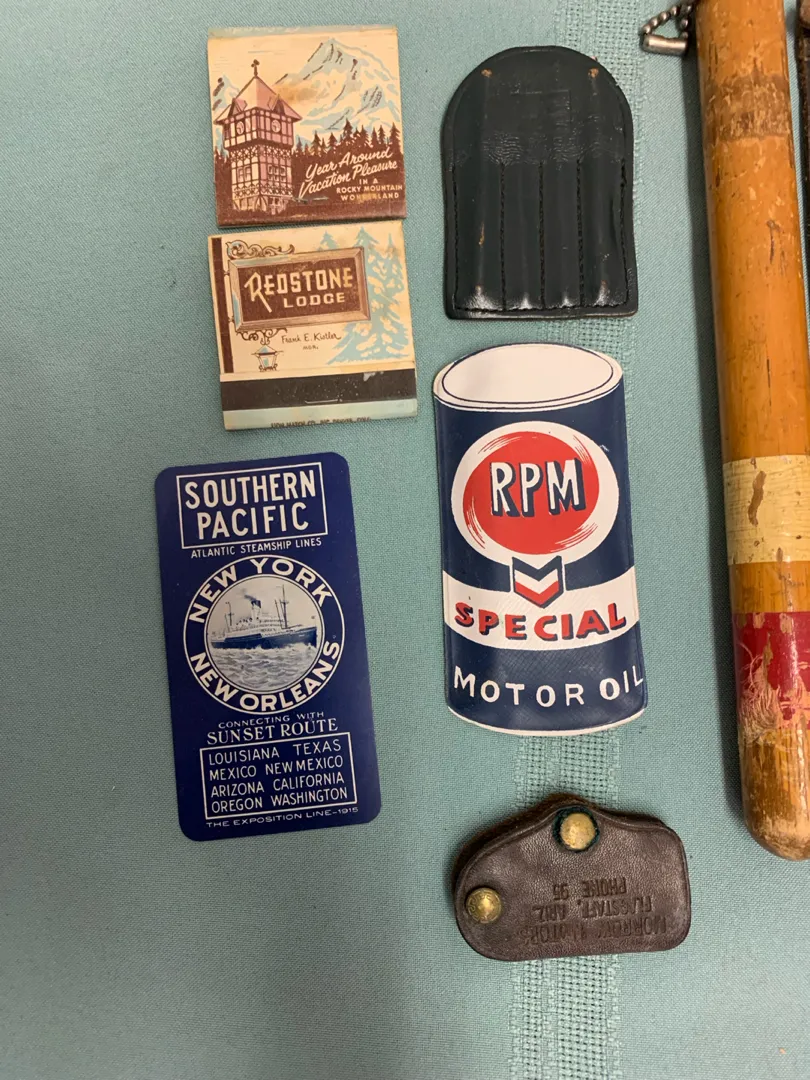 Year Around
Vacation Pleasure
IN A
ROCKY MOUNTAIN
WONDERLAND
REDSTONE
LODGE
Frank E. Kistler
MGR.
SOUTHERN
PACIFIC
ATLANTIC STEAMSHIP LINES
NEW YORK
NEW ORLEANS
CONNECTING WITH
SUNSET ROUTE
LOUISIANA TEXAS
MEXICO NEW MEXICO
ARIZONA CALIFORNIA
OREGON WASHINGTON
THE EXPOSITION LINE-1915
RPM
SPECIAL
MOTOR OIL
MOTORS
FLAGSTAFF, ARIZ.
PHONE 95